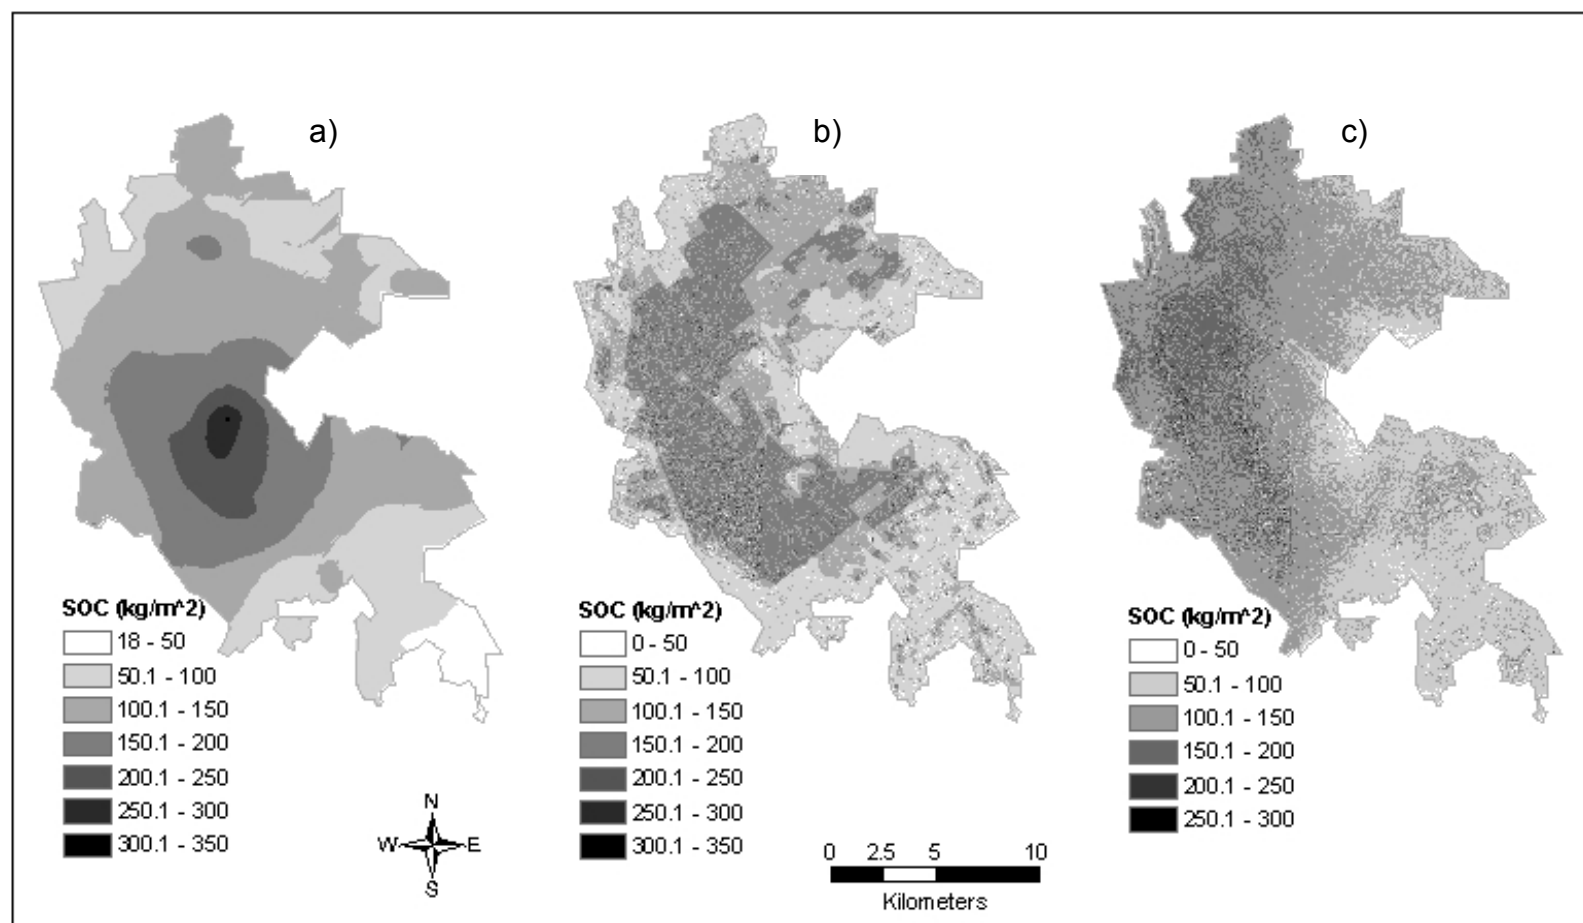 a)
b)
c)
SOC (kg/m^2)
18 - 50
50.1 - 100
100.1 - 150
150.1 - 200
200.1 - 250
250.1 - 300
300.1 - 350
SOC (kg/m^2)
0 - 50
50.1 - 100
100.1 - 150
150.1 - 200
200.1 - 250
250.1 - 300
300.1 - 350
SOC (kg/m^2)
0 - 50
50.1 - 100
100.1 - 150
150.1 - 200
200.1 - 250
250.1 - 300
N
W E
S
0 2.5 5 10
Kilometers